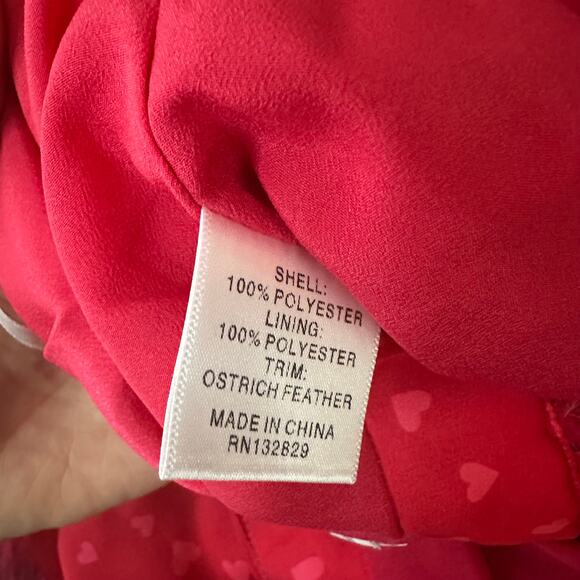 SHELL:
100% POLYESTER
LINING:
100% POLYESTER
TRIM:
OSTRICH FEATHER
MADE IN CHINA
RN132829